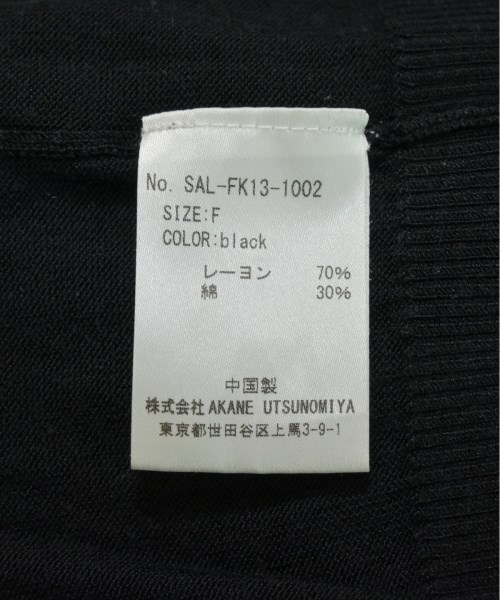 No. SAL-FK13-1002
SIZE:F
COLOR:black
レーヨン 70%
綿 30%
中国製
株式会社AKANE UTSUNOMIYA
東京都世田谷区上馬3-9-1